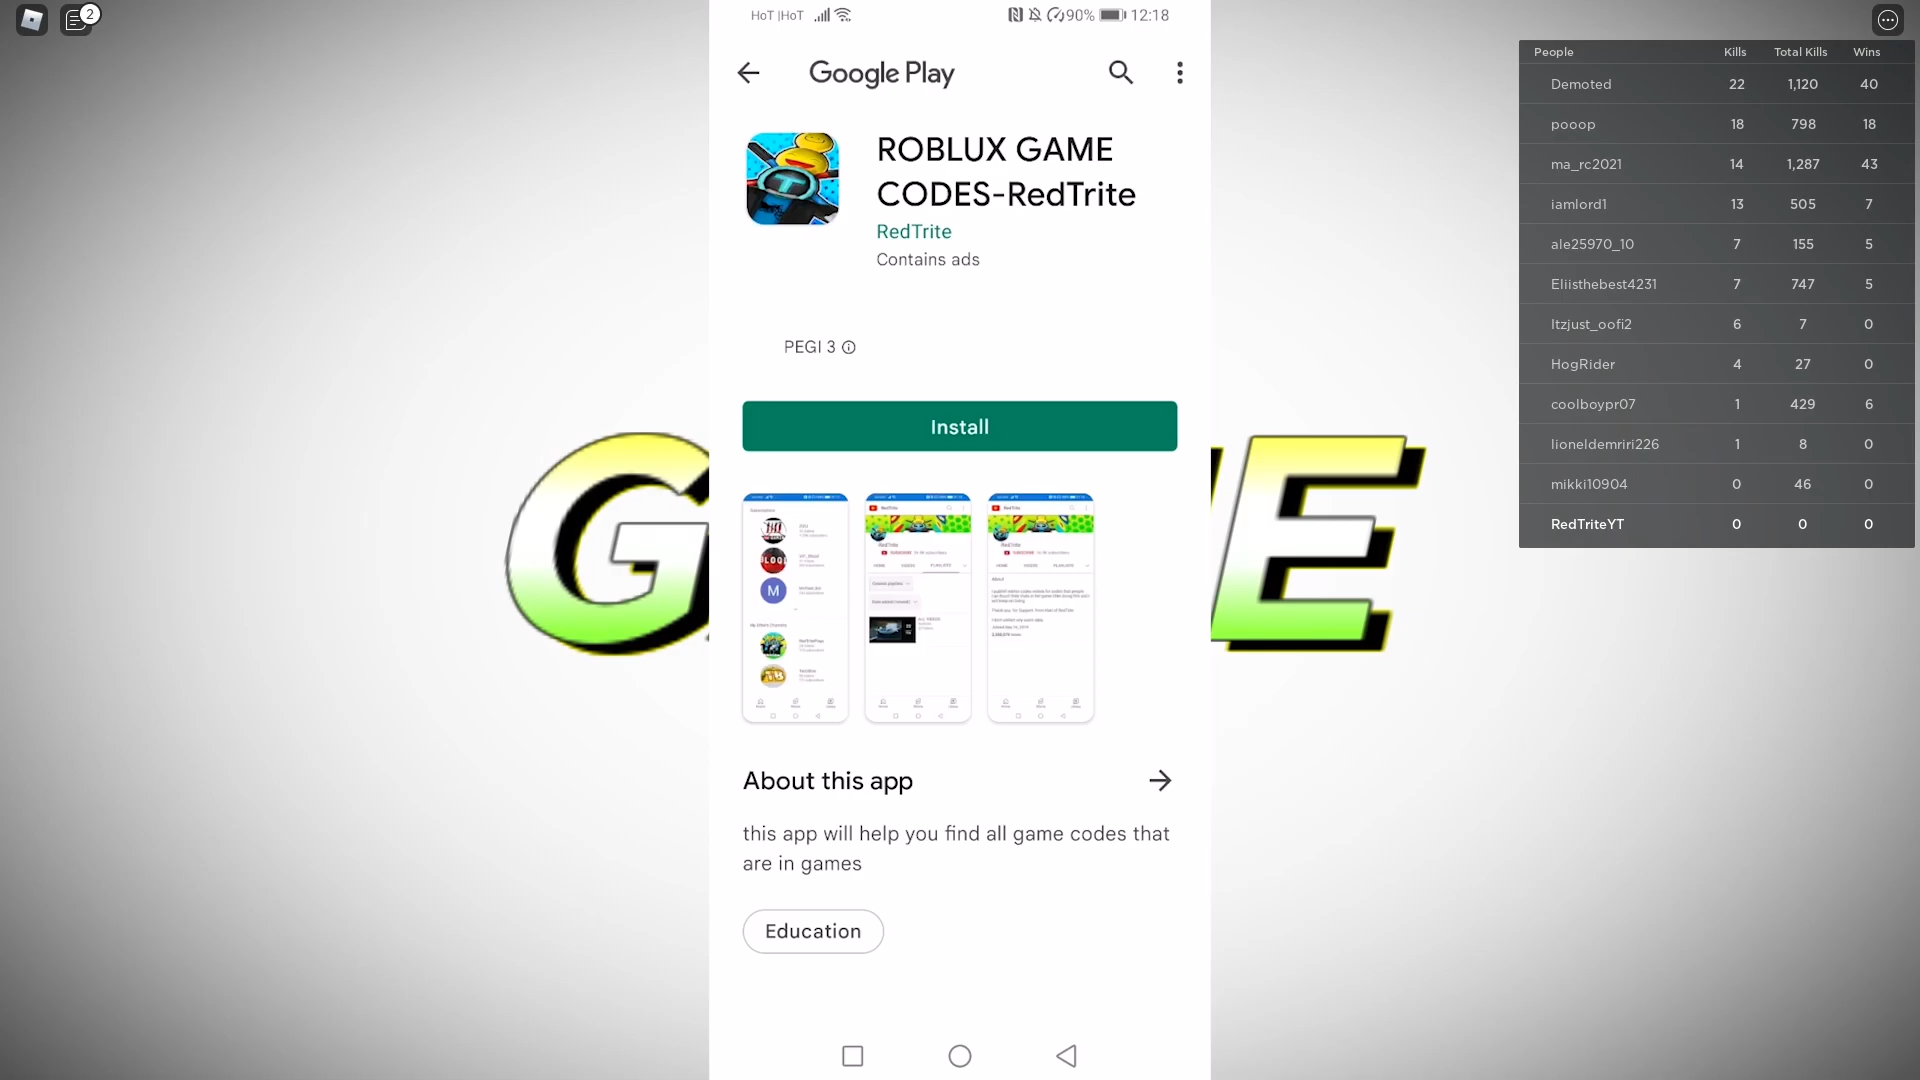 2
HoT |HoT 90% 12:18
Google Play
ROBLUX GAME
CODES-RedTrite
RedTrite
Contains ads
PEGI 3
Install
G
E
M
RedTrite
RedTrite
About this app
this app will help you find all game codes that
are in games
Education
People Kills Total Kills Wins
Demoted 22 1,120 40
pooop 18 798 18
ma_rc2021 14 1,287 43
iamlord1 13 505 7
ale25970_10 7 155 5
Eliisthebest4231 7 747 5
Itzjust_oofi2 6 7 0
HogRider 4 27 0
coolboypr07 1 429 6
lioneldemriri226 1 8 0
mikki10904 0 46 0
RedTriteYT 0 0 0